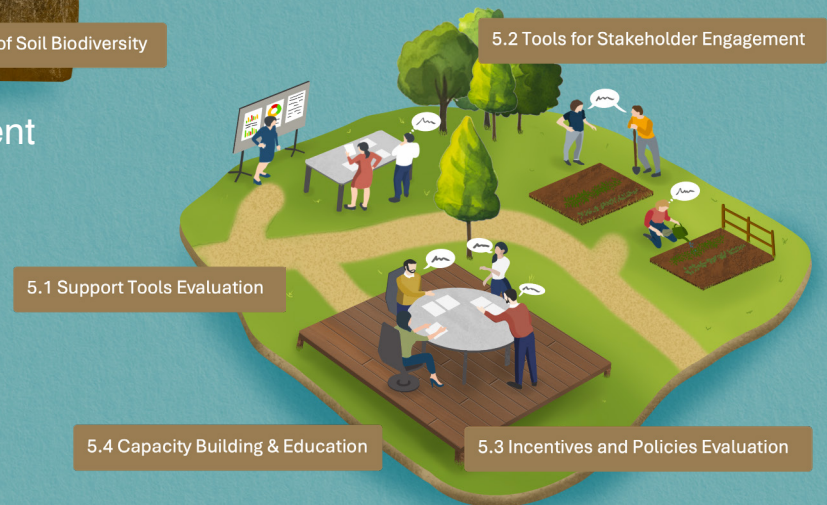 of Soil Biodiversity
5.2 Tools for Stakeholder Engagement
ent
5.1 Support Tools Evaluation
5.4 Capacity Building & Education
5.3 Incentives and Policies Evaluation